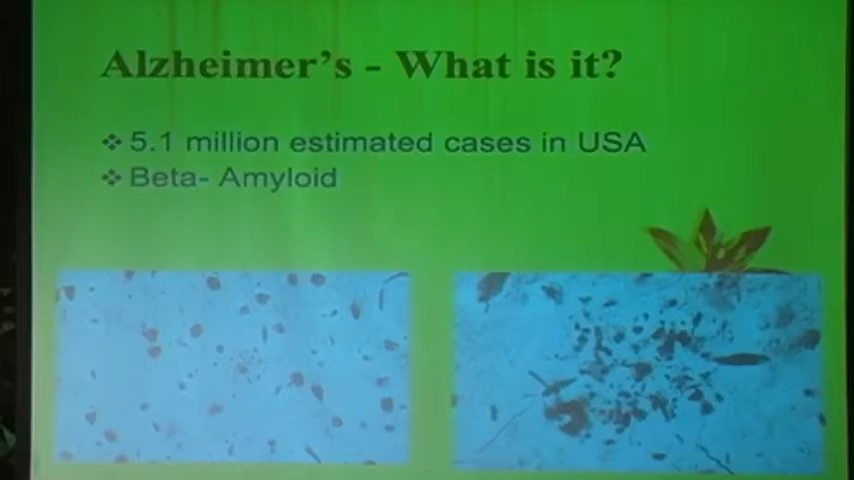 Alzheimer's - What is it?
❖ 5.1 million estimated cases in USA
❖ Beta- Amyloid